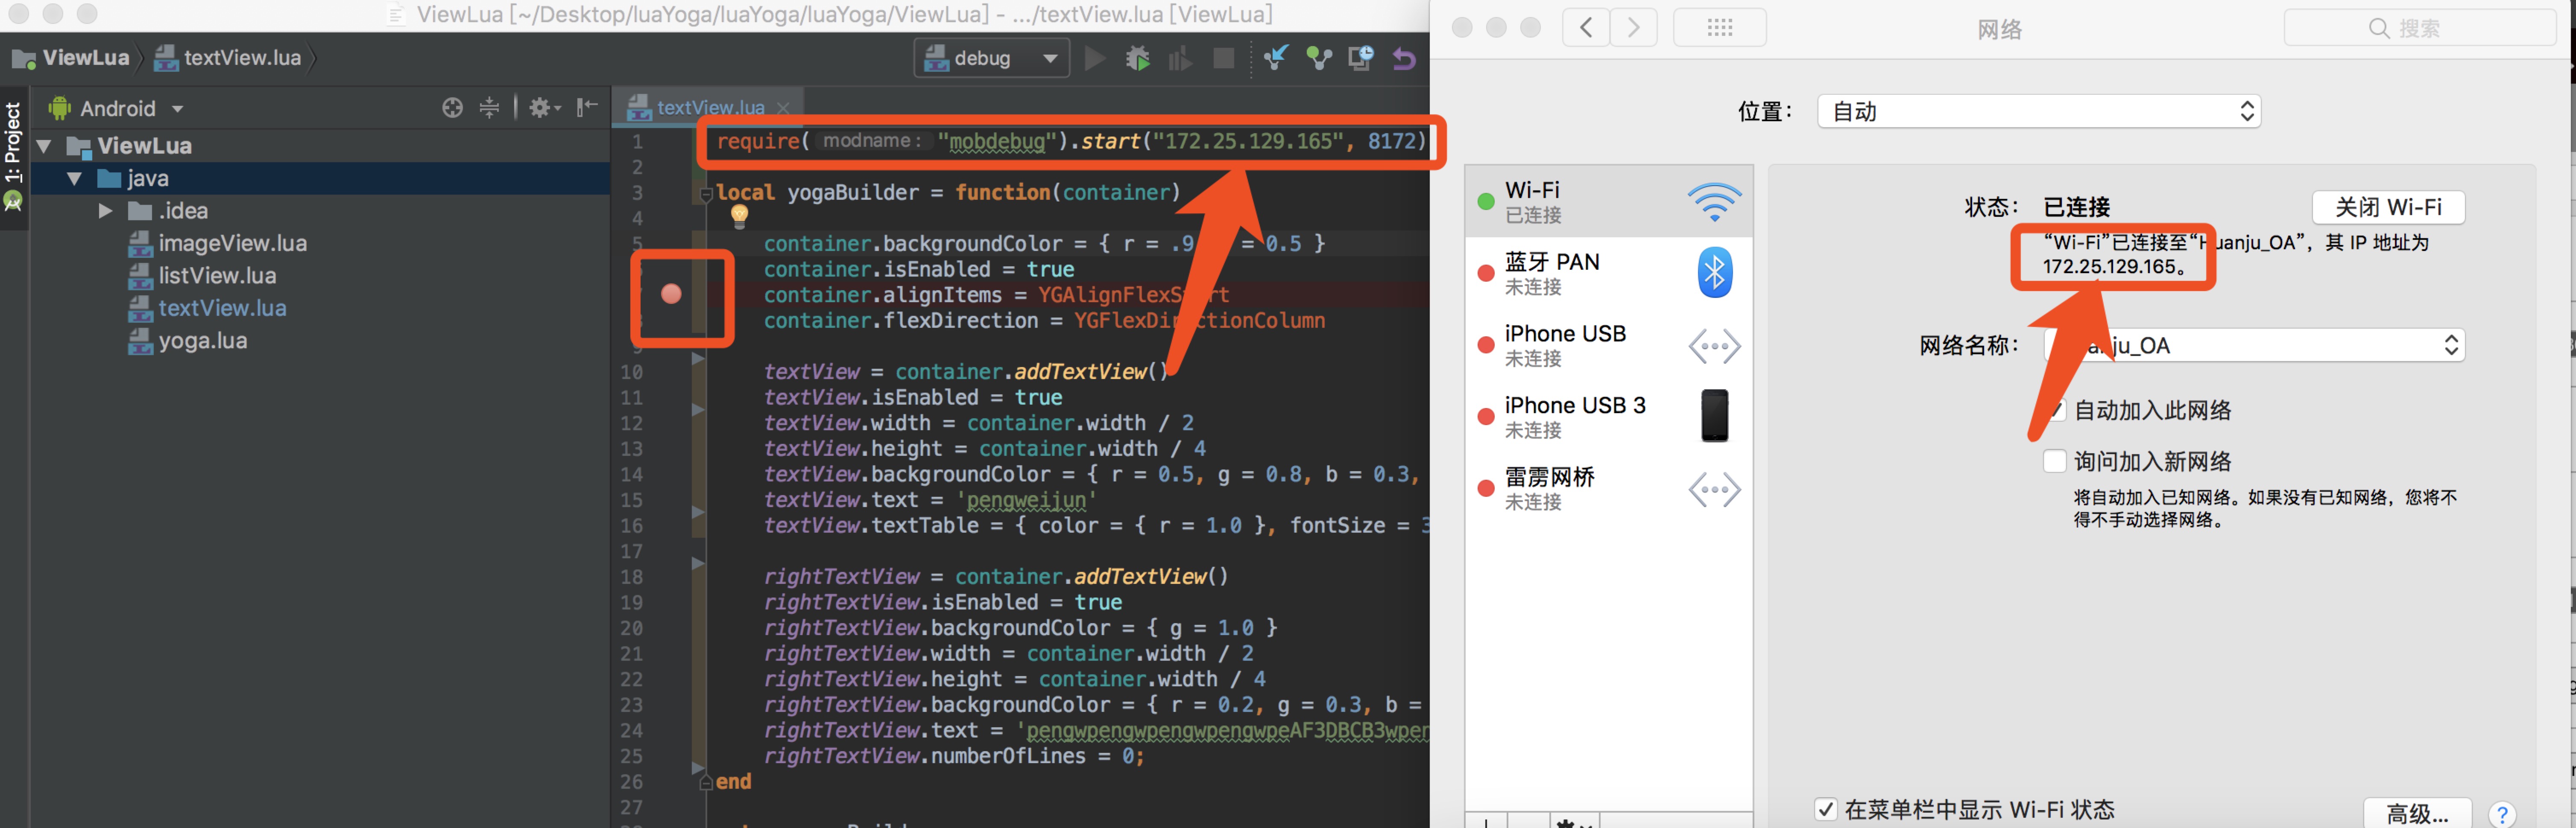 ViewLua [~/Desktop/luaYoga/luaYoga/luaYoga/ViewLua] - .../textView.lua [ViewLua]
ViewLua
textView.lua
debug
1: Project
Android
ViewLua
java
.idea
imageView.lua
listView.lua
textView.lua
yoga.lua
textView.lua
1 require( modname: "mobdebug").start("172.25.129.165", 8172)
2
3 local yogaBuilder = function(container)
4
5 container.backgroundColor = { r = .9 = 0.5 }
container.isEnabled = true
container.alignItems = YGAlignFlexS rt
container.flexDirection = YGFlexDir ctionColumn
9
10 textView = container.addTextView()
11 textView.isEnabled = true
12 textView.width = container.width / 2
13 textView.height = container.width / 4
14 textView.backgroundColor = { r = 0.5, g = 0.8, b = 0.3,
15 textView.text = 'pengweijun'
16 textView.textTable = { color = { r = 1.0 }, fontSize = 3
17
18 rightTextView = container.addTextView()
19 rightTextView.isEnabled = true
20 rightTextView.backgroundColor = { g = 1.0 }
21 rightTextView.width = container.width / 2
22 rightTextView.height = container.width / 4
23 rightTextView.backgroundColor = { r = 0.2, g = 0.3, b =
24 rightTextView.text = 'pengwpengwpengwpengwpeAF3DBCB3wpen
25 rightTextView.numberOfLines = 0;
26 end
27
网络
搜索
位置： 自动
Wi-Fi
已连接
蓝牙 PAN
未连接
iPhone USB
未连接
iPhone USB 3
未连接
雷雳网桥
未连接
状态： 已连接
关闭 Wi-Fi
“Wi-Fi”已连接至“Huanju_OA”，其 IP 地址为
172.25.129.165。
网络名称： anju_OA
自动加入此网络
询问加入新网络
将自动加入已知网络。如果没有已知网络，您将不
得不手动选择网络。
在菜单栏中显示 Wi-Fi 状态
高级...
?